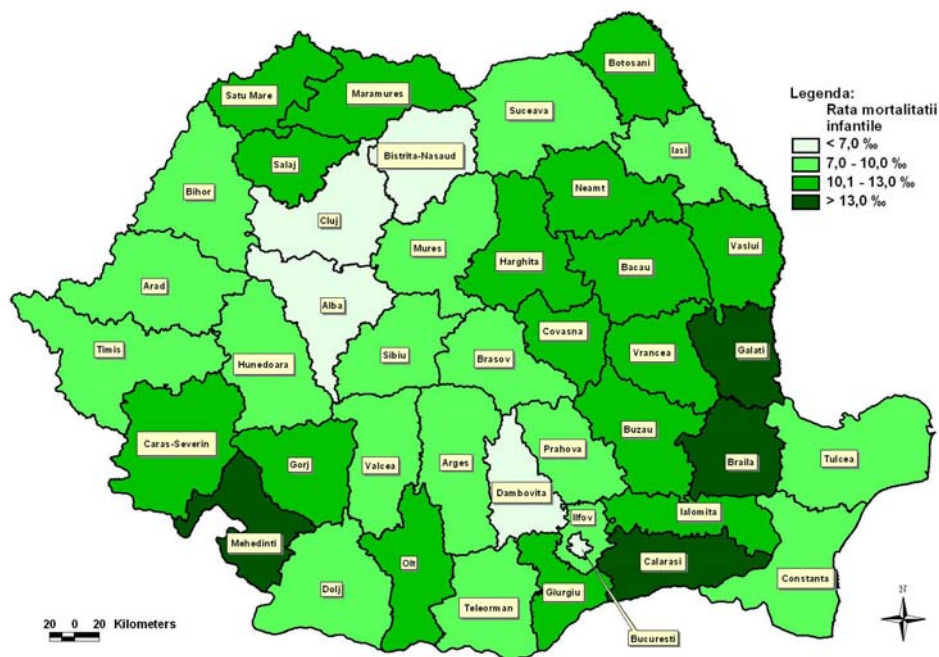 Botosani
Legenda:
Rata mortalitatii
infantile
< 7,0 ‰
7,0 - 10,0 ‰
10,1 - 13,0 ‰
> 13,0 ‰
Satu Mare
Maramures
Suceava
Iasi
Salaj
Bistrita-Nasaud
Neamt
Bihor
Cluj
Mures
Harghita
Bacau
Vaslui
Arad
Alba
Timis
Hunedoara
Sibiu
Brasov
Covasna
Vrancea
Galati
Caras-Severin
Gorj
Valcea
Arges
Prahova
Buzau
Braila
Tulcea
Dambovita
Ilfov
Ialomita
Mehedinti
Calarasi
Constanta
Dolj
Olt
Teleorman
Giurgiu
Bucuresti
N
20 0 20 Kilometers